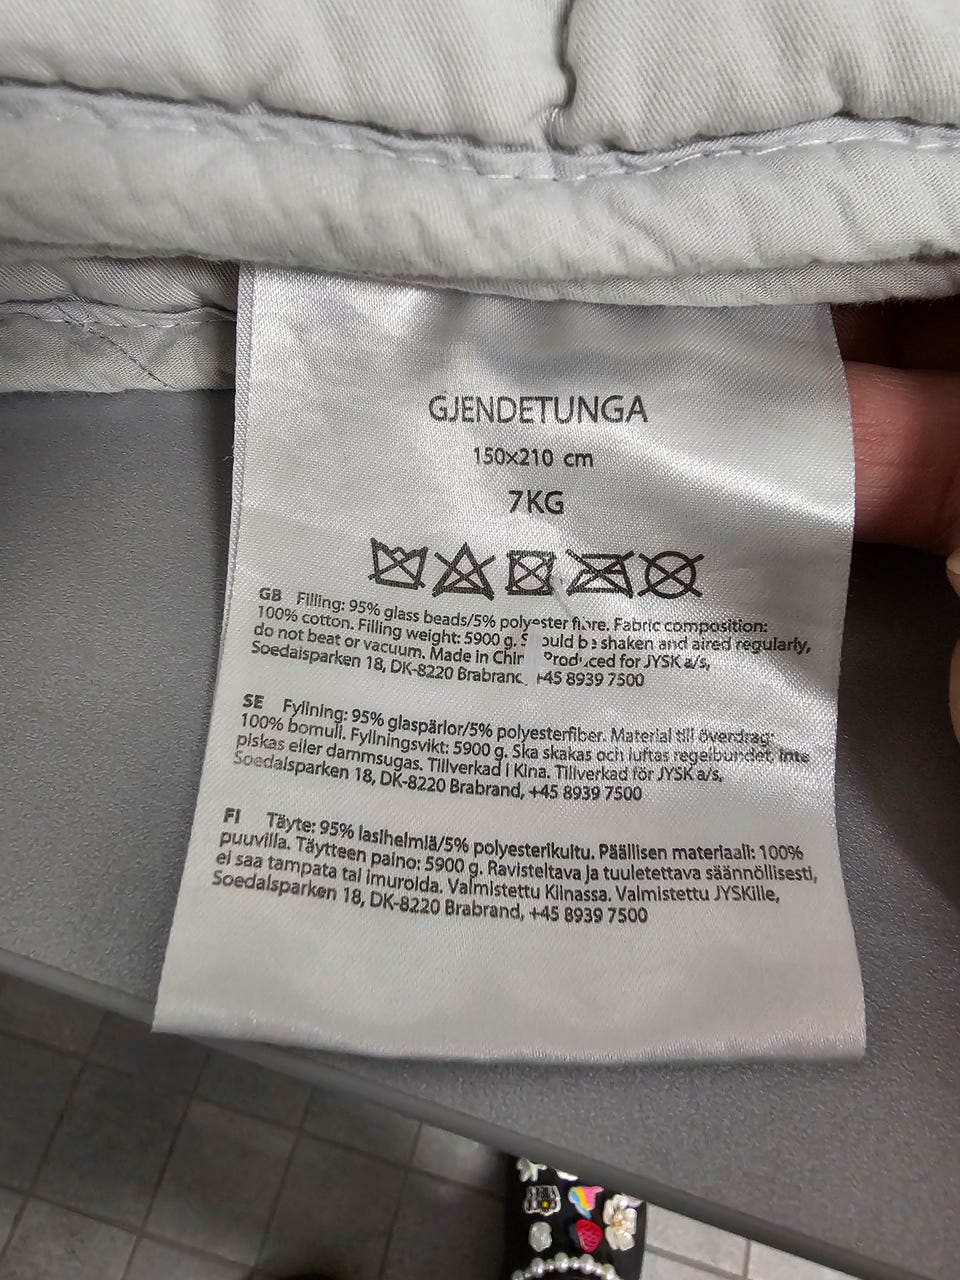 GJENDETUNGA
150×210 cm
7KG
GB Filling: 95% glass beads/5% polyester fibre. Fabric composition:
100% cotton. Filling weight: 5900 g. Should be shaken and aired regularly,
do not beat or vacuum. Made in China. Produced for JYSK a/s,
Soedalsparken 18, DK-8220 Brabrand, +45 8939 7500
SE Fyllning: 95% glaspärlor/5% polyesterfiber. Material till överdrag:
100% bomull. Fyllningsvikt: 5900 g. Ska skakas och luftas regelbundet, inte
piskas eller dammsugas. Tillverkad i Kina. Tillverkad för JYSK a/s,
Soedalsparken 18, DK-8220 Brabrand, +45 8939 7500
FI Täyte: 95% lasihelmiä/5% polyesterikuitu. Päällisen materiaali: 100%
puuvilla. Täytteen paino: 5900 g. Ravisteltava ja tuuletettava säännöllisesti,
ei saa tampata tai imuroida. Valmistettu Kiinassa. Valmistettu JYSKille,
Soedalsparken 18, DK-8220 Brabrand, +45 8939 7500